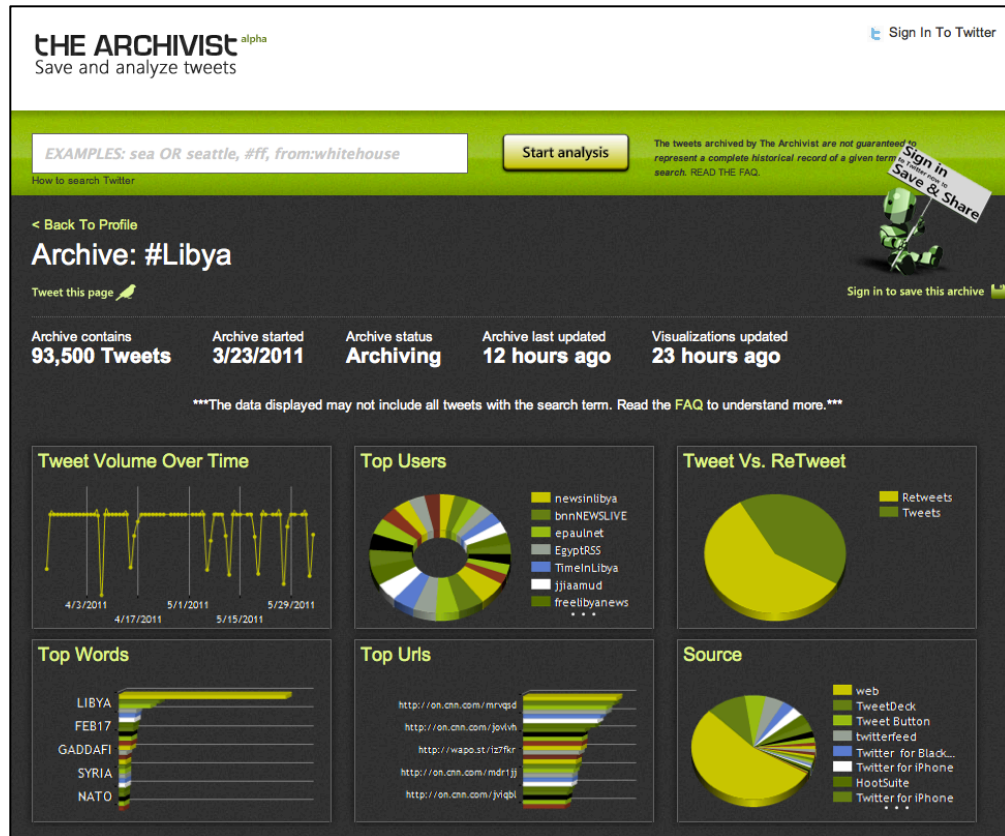 tHE ARCHIVISt alpha
Save and analyze tweets
Sign In To Twitter
EXAMPLES: sea OR seattle, #ff, from:whitehouse
Start analysis
How to search Twitter
The tweets archived by The Archivist are not guaranteed to
represent a complete historical record of a given term
search. READ THE FAQ.
Sign in
to Twitter now to
Save & Share
< Back To Profile
Archive: #Libya
Tweet this page
Sign in to save this archive
Archive contains
93,500 Tweets
Archive started
3/23/2011
Archive status
Archiving
Archive last updated
12 hours ago
Visualizations updated
23 hours ago
***The data displayed may not include all tweets with the search term. Read the FAQ to understand more.***
Tweet Volume Over Time
4/3/2011
4/17/2011
5/1/2011
5/15/2011
5/29/2011
Top Users
newsinlibya
bnnNEWSLIVE
epaulnet
EgyptRSS
TimeInLibya
jjiaamud
freelibyanews
• • •
Tweet Vs. ReTweet
Retweets
Tweets
Top Words
LIBYA
FEB17
GADDAFI
SYRIA
NATO
Top Urls
http://on.cnn.com/mrvqsd
http://on.cnn.com/jovlvh
http://wapo.st/iz7fkr
http://on.cnn.com/mdr1jj
http://on.cnn.com/jviqbl
Source
web
TweetDeck
Tweet Button
twitterfeed
Twitter for Black...
Twitter for iPhone
HootSuite
Twitter for iPhone
• • •